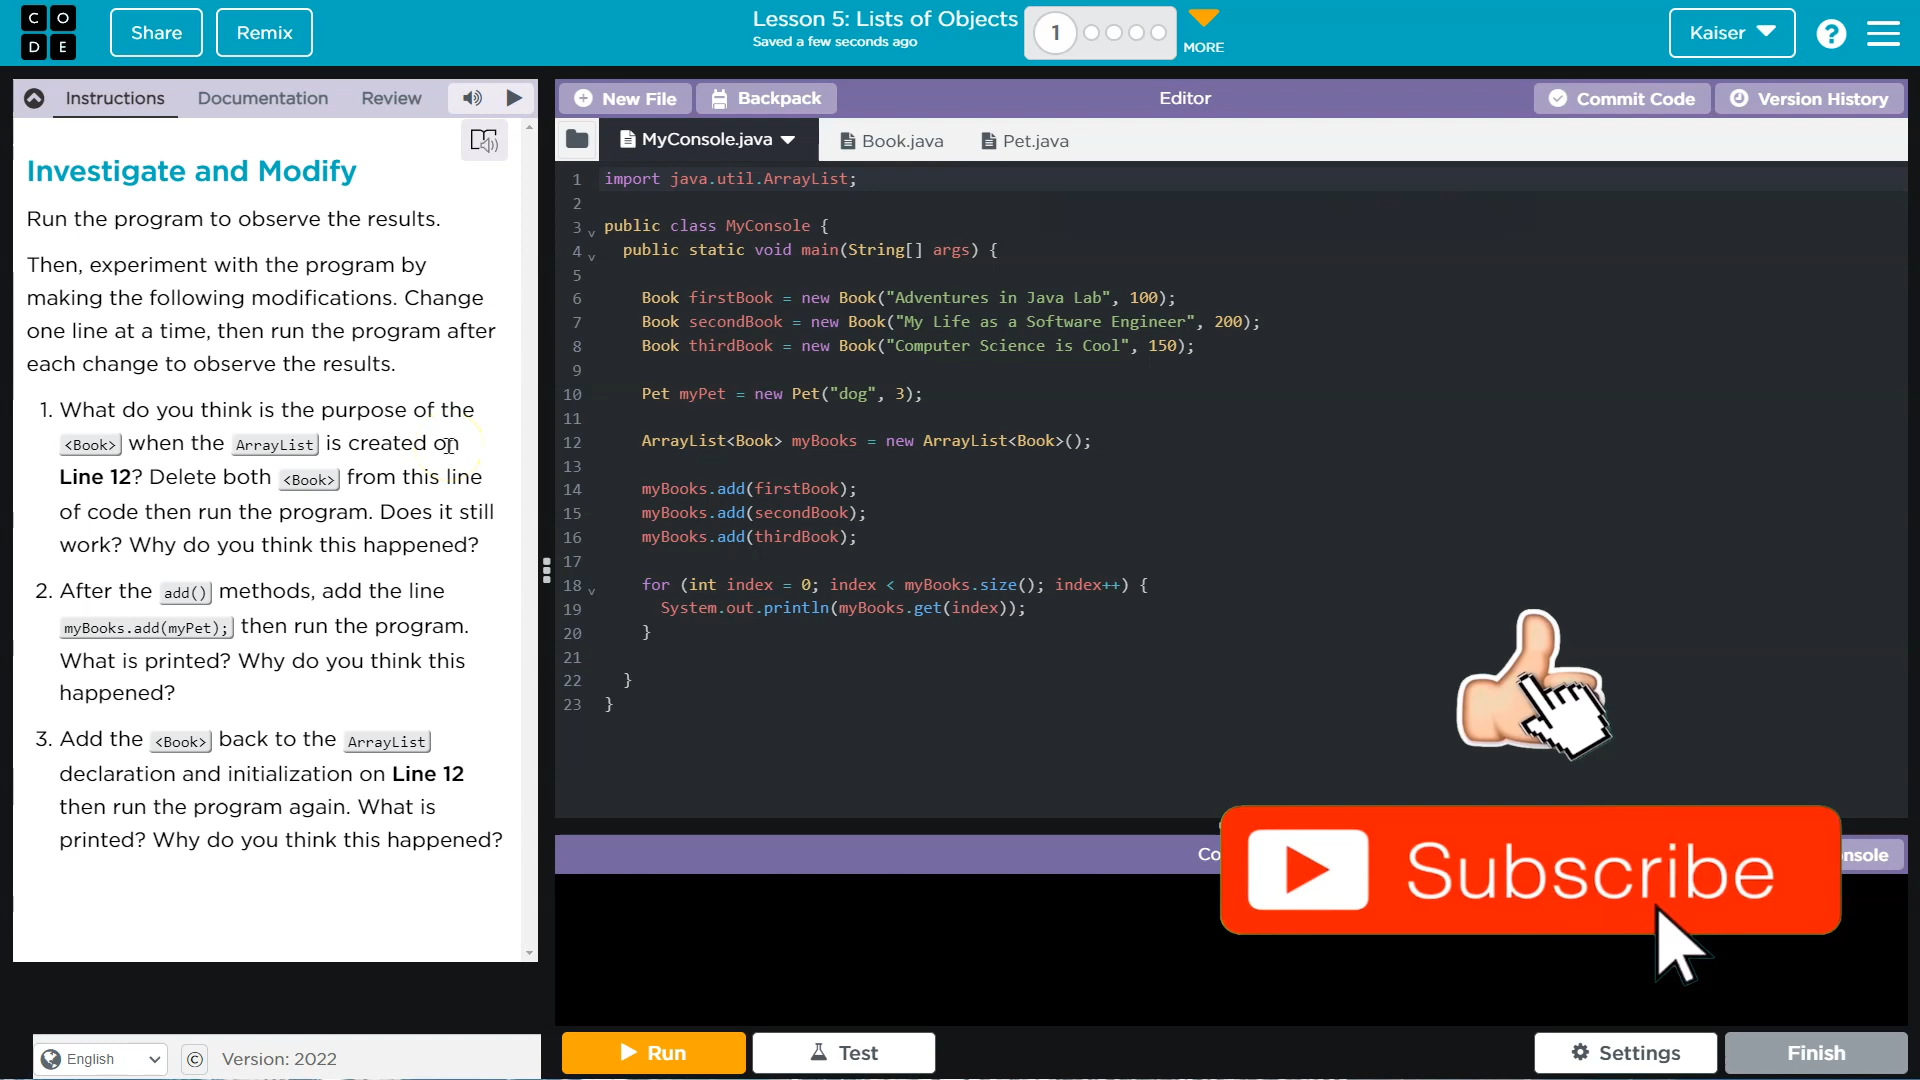 CODE
Share
Remix
Lesson 5: Lists of Objects
Saved a few seconds ago
1
MORE
Kaiser
?
Instructions
Documentation
Review
Investigate and Modify
Run the program to observe the results.
Then, experiment with the program by
making the following modifications. Change
one line at a time, then run the program after
each change to observe the results.
1. What do you think is the purpose of the
<Book> when the ArrayList is created on
Line 12? Delete both <Book> from this line
of code then run the program. Does it still
work? Why do you think this happened?
2. After the add() methods, add the line
myBooks.add(myPet); then run the program.
What is printed? Why do you think this
happened?
3. Add the <Book> back to the ArrayList
declaration and initialization on Line 12
then run the program again. What is
printed? Why do you think this happened?
English
©
Version: 2022
New File
Backpack
Editor
Commit Code
Version History
MyConsole.java
Book.java
Pet.java
1 import java.util.ArrayList;
2
3 public class MyConsole {
4 public static void main(String[] args) {
5
6 Book firstBook = new Book("Adventures in Java Lab", 100);
7 Book secondBook = new Book("My Life as a Software Engineer", 200);
8 Book thirdBook = new Book("Computer Science is Cool", 150);
9
10 Pet myPet = new Pet("dog", 3);
11
12 ArrayList<Book> myBooks = new ArrayList<Book>();
13
14 myBooks.add(firstBook);
15 myBooks.add(secondBook);
16 myBooks.add(thirdBook);
17
18 for (int index = 0; index < myBooks.size(); index++) {
19 System.out.println(myBooks.get(index));
20 }
21
22 }
23 }
Co
nsole
Subscribe
Run
Test
Settings
Finish